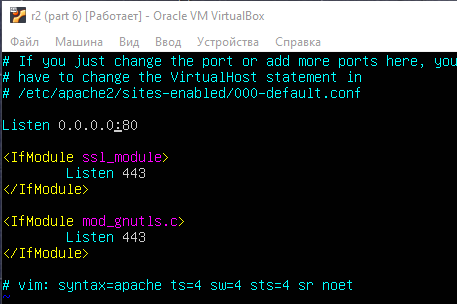 r2 (part 6) [Работает] - Oracle VM VirtualBox
Файл Машина Вид Ввод Устройства Справка
# If you just change the port or add more ports here, you
# have to change the VirtualHost statement in
# /etc/apache2/sites-enabled/000-default.conf
Listen 0.0.0.0:80
<IfModule ssl_module>
Listen 443
</IfModule>
<IfModule mod_gnutls.c>
Listen 443
</IfModule>
# vim: syntax=apache ts=4 sw=4 sts=4 sr noet